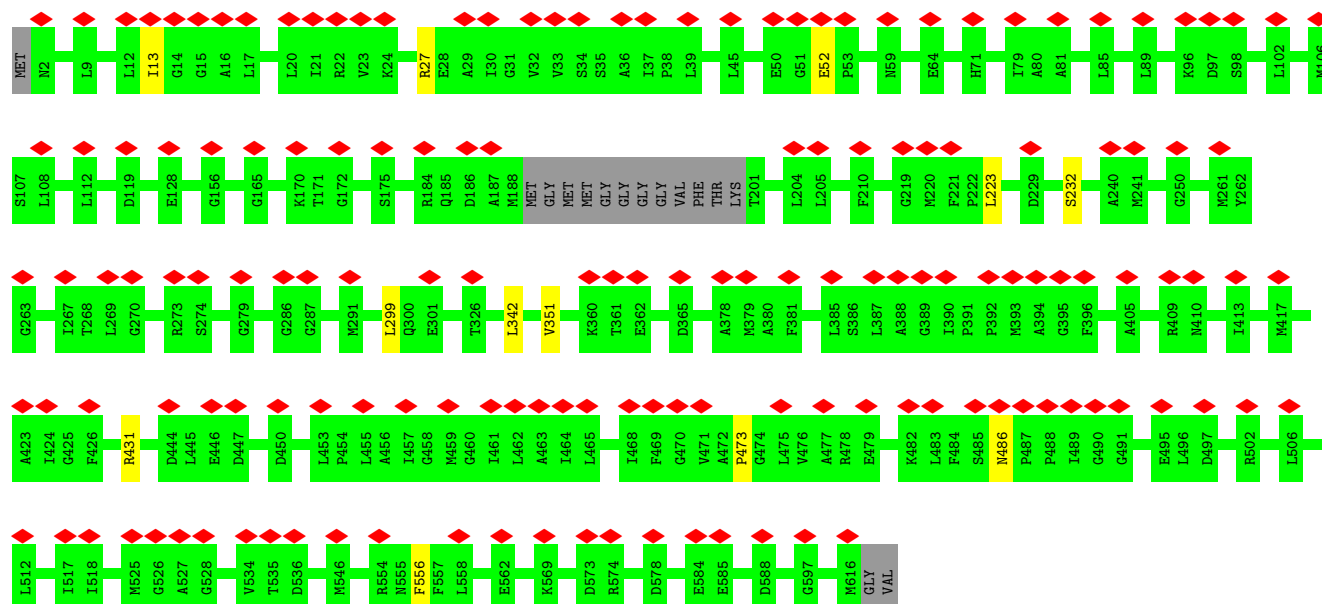 MET N2 L9 L12 I13 G14 G15 A16 L17 L20 I21 R22 V23 K24 R27 E28 A29 I30 G31 V32 V33 S34 S35 A36 I37 P38 L39 L45 E50 G51 E52 P53 N59 E64 H71 I79 A80 A81 L85 L89 K96 D97 S98 L102 M106
S107 L108 L112 D119 E128 G156 G165 K170 T171 G172 S175 R184 Q185 D186 A187 M188 MET GLY MET MET GLY GLY GLY GLY VAL PHE THR LYS T201 L204 L205 F210 G219 M220 F221 P222 L223 D229 S232 A240 M241 G250 M261 Y262
G263 I267 T268 L269 G270 R273 S274 G279 G286 G287 M291 L299 Q300 E301 T326 L342 V351 K360 T361 E362 D365 A378 M379 A380 F381 L385 S386 L387 A388 G389 I390 P391 P392 M393 A394 G395 F396 A405 R409 N410 I413 M417
A423 I424 G425 F426 R431 D444 L445 E446 D447 D450 L453 P454 L455 A456 I457 G458 M459 G460 I461 L462 A463 I464 L465 I468 F469 G470 V471 A472 P473 G474 L475 V476 A477 R478 E479 K482 L483 F484 S485 N486 P487 P488 I489 G490 G491 E495 L496 D497 R502 L506
L512 I517 I518 M525 G526 A527 G528 V534 T535 D536 M546 R554 N555 F556 F557 L558 E562 K569 D573 R574 D578 E584 E585 D588 G597 M616 GLY VAL